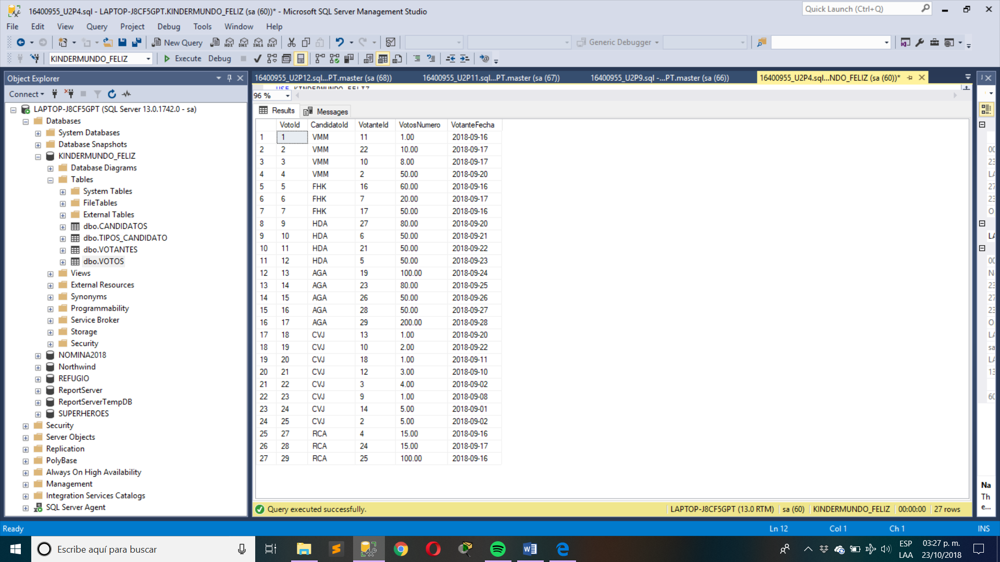 16400955_U2P4.sql - LAPTOP-J8CF5GPT.KINDERMUNDO_FELIZ (sa (60))* - Microsoft SQL Server Management Studio
Quick Launch (Ctrl+Q)
File Edit View Query Project Debug Tools Window Help
New Query MDX DMX XMLA DAX Generic Debugger
KINDERMUNDO_FELIZ Execute Debug
Object Explorer
16400955_U2P12.sql...PT.master (sa (68)) 16400955_U2P11.sql...PT.master (sa (67)) 16400955_U2P9.sql -...PT.master (sa (66)) 16400955_U2P4.sql...NDO_FELIZ (sa (60))*
USE KINDERMUNDO_FELIZ
96 %
Connect
LAPTOP-J8CF5GPT (SQL Server 13.0.1742.0 - sa)
Databases
System Databases
Database Snapshots
KINDERMUNDO_FELIZ
Database Diagrams
Tables
System Tables
FileTables
External Tables
dbo.CANDIDATOS
dbo.TIPOS_CANDIDATO
dbo.VOTANTES
dbo.VOTOS
Views
External Resources
Synonyms
Programmability
Service Broker
Storage
Security
NOMINA2018
Northwind
REFUGIO
ReportServer
ReportServerTempDB
SUPERHEROES
Security
Server Objects
Replication
PolyBase
Always On High Availability
Management
Integration Services Catalogs
SQL Server Agent
Results Messages
VotoId CandidatoId VotanteId VotosNumero VotanteFecha
1 1 VMM 11 1.00 2018-09-16
2 2 VMM 22 10.00 2018-09-17
3 3 VMM 10 8.00 2018-09-17
4 4 VMM 2 50.00 2018-09-20
5 5 FHK 16 60.00 2018-09-16
6 6 FHK 7 20.00 2018-09-17
7 7 FHK 17 50.00 2018-09-16
8 9 HDA 27 80.00 2018-09-20
9 10 HDA 6 50.00 2018-09-21
10 11 HDA 21 50.00 2018-09-22
11 12 HDA 5 50.00 2018-09-23
12 13 AGA 19 100.00 2018-09-24
13 14 AGA 23 80.00 2018-09-25
14 15 AGA 26 50.00 2018-09-26
15 16 AGA 28 50.00 2018-09-27
16 17 AGA 29 200.00 2018-09-28
17 18 CVJ 13 1.00 2018-09-20
18 19 CVJ 10 2.00 2018-09-22
19 20 CVJ 18 1.00 2018-09-11
20 21 CVJ 12 3.00 2018-09-10
21 22 CVJ 3 4.00 2018-09-02
22 23 CVJ 9 1.00 2018-09-08
23 24 CVJ 14 5.00 2018-09-01
24 25 CVJ 2 5.00 2018-09-02
25 27 RCA 4 15.00 2018-09-16
26 28 RCA 24 15.00 2018-09-17
27 29 RCA 25 100.00 2018-09-16
Na
Th
e...
Query executed successfully. LAPTOP-J8CF5GPT (13.0 RTM) sa (60) KINDERMUNDO_FELIZ 00:00:00 27 rows
Ready Ln 12 Col 1 Ch 1 INS
Escribe aquí para buscar
ESP
LAA
03:27 p. m.
23/10/2018